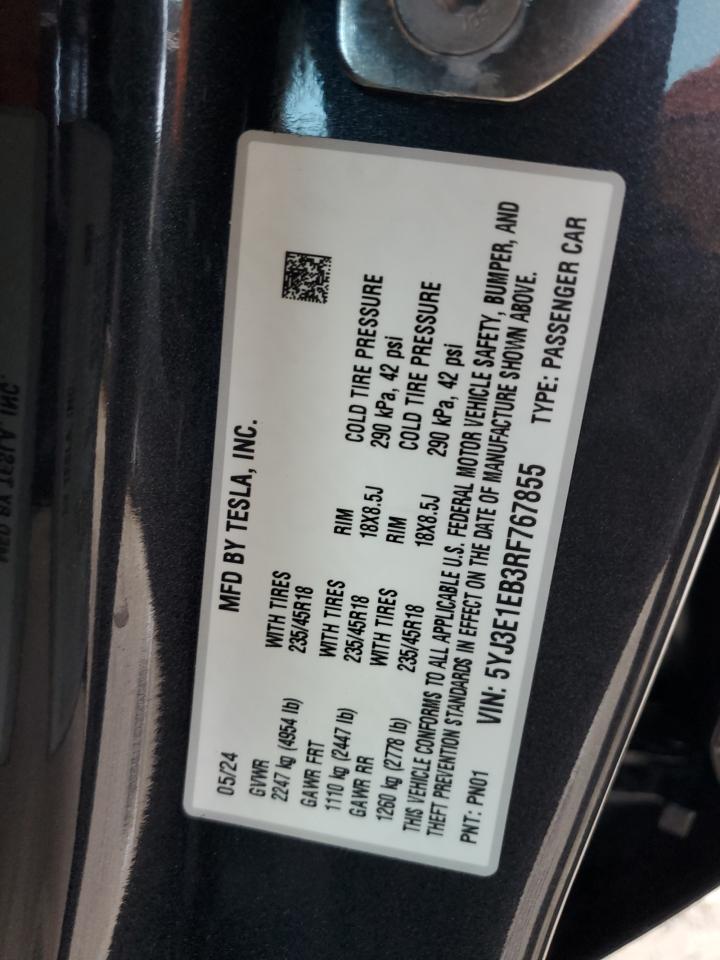 MFD BY TESLA, INC.
05/24
GVWR WITH TIRES RIM COLD TIRE PRESSURE
2247 kg (4954 lb) 235/45R18 18X8.5J 290 kPa, 42 psi
GAWR FRT WITH TIRES RIM COLD TIRE PRESSURE
1110 kg (2447 lb) 235/45R18 18X8.5J 290 kPa, 42 psi
GAWR RR WITH TIRES
1260 kg (2778 lb) 235/45R18
THIS VEHICLE CONFORMS TO ALL APPLICABLE U.S. FEDERAL MOTOR VEHICLE SAFETY, BUMPER, AND
THEFT PREVENTION STANDARDS IN EFFECT ON THE DATE OF MANUFACTURE SHOWN ABOVE.
PNT: PN01 VIN: 5YJ3E1EB3RF767855 TYPE: PASSENGER CAR